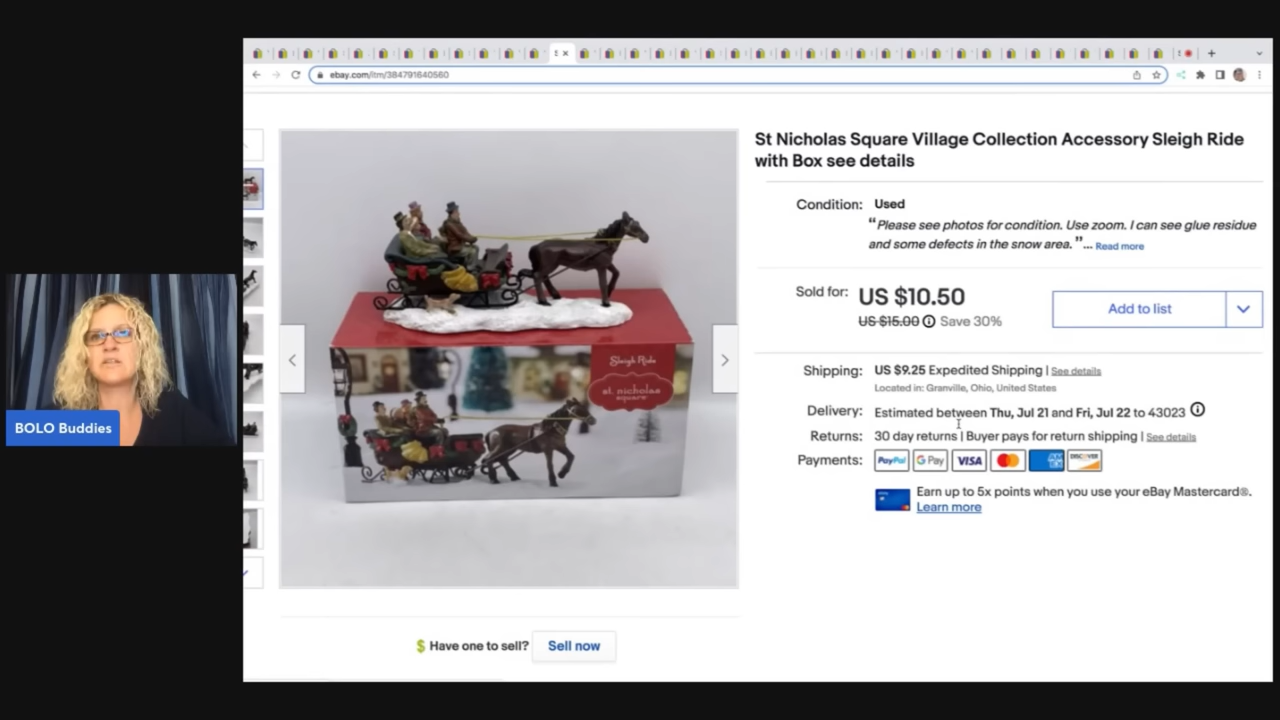 ebay.com/itm/384791640560
St Nicholas Square Village Collection Accessory Sleigh Ride
with Box see details
Condition: Used
“Please see photos for condition. Use zoom. I can see glue residue
and some defects in the snow area. ”... Read more
Sold for: US $10.50
US $15.00 Save 30%
Add to list
Shipping: US $9.25 Expedited Shipping | See details
Located in: Granville, Ohio, United States
Delivery: Estimated between Thu, Jul 21 and Fri, Jul 22 to 43023
Returns: 30 day returns | Buyer pays for return shipping | See details
Payments: PayPal G Pay VISA DISCOVER
Earn up to 5x points when you use your eBay Mastercard®.
Learn more
Sleigh Ride
st. nicholas
square
BOLO Buddies
$ Have one to sell? Sell now